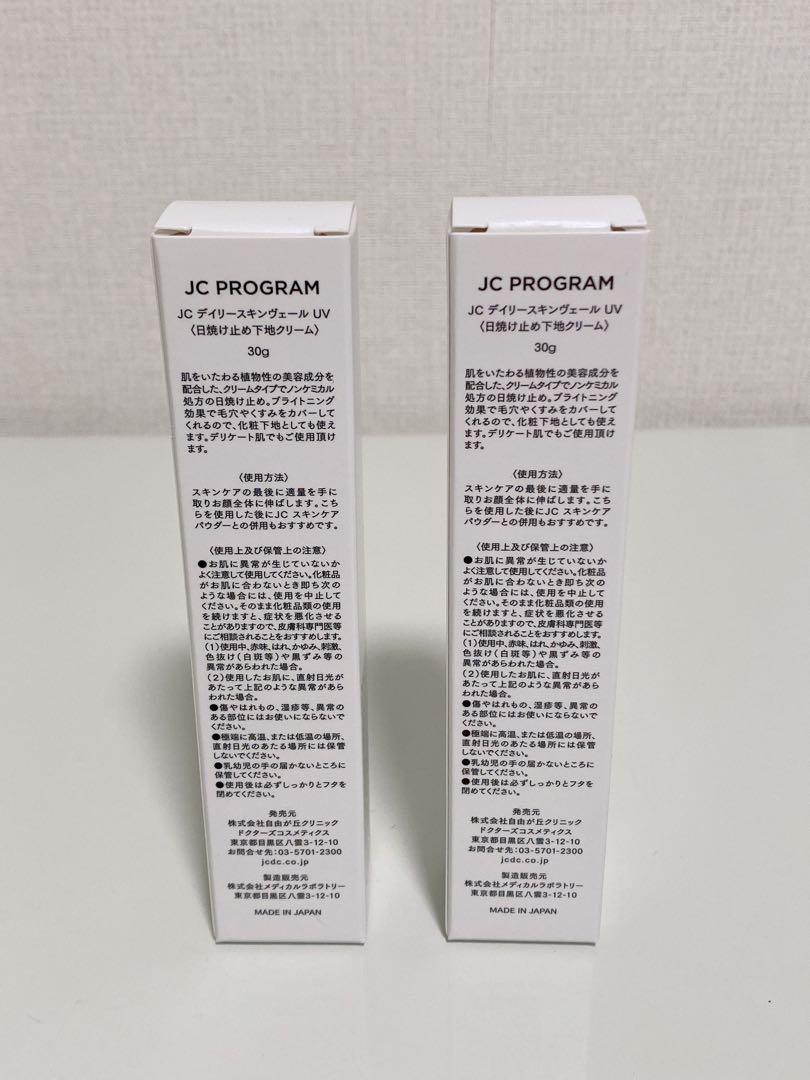 JC PROGRAM
JC デイリースキンヴェール UV
〈日焼け止め下地クリーム〉
30g
肌をいたわる植物性の美容成分を
配合した、クリームタイプでノンケミカル
処方の日焼け止め。ブライトニング
効果で毛穴やくすみをカバーして
くれるので、化粧下地としても使え
ます。デリケート肌でもご使用頂け
ます。
〈使用方法〉
スキンケアの最後に適量を手に
取りお顔全体に伸ばします。こち
らを使用した後にJC スキンケア
パウダーとの併用もおすすめです。
〈使用上及び保管上の注意〉
●お肌に異常が生じていないか
よく注意して使用してください。化粧品
がお肌に合わないとき即ち次の
ような場合には、使用を中止して
ください。そのまま化粧品類の使用
を続けますと、症状を悪化させる
ことがありますので、皮膚科専門医等
にご相談されることをおすすめします。
（1）使用中、赤味、はれ、かゆみ、刺激、
色抜け（白斑等）や黒ずみ等の
異常があらわれた場合。
（2）使用したお肌に、直射日光が
あたって上記のような異常があら
われた場合。
●傷やはれもの、湿疹等、異常の
ある部位にはお使いにならないで
ください。
●極端に高温、または低温の場所、
直射日光のあたる場所には保管
しないでください。
●乳幼児の手の届かないところに
保管してください。
●使用後は必ずしっかりとフタを
閉めてください。
発売元
株式会社自由が丘クリニック
ドクターズコスメティクス
東京都目黒区八雲3-12-10
お問合せ先：03-5701-2300
jcdc.co.jp
製造販売元
株式会社メディカルラボラトリー
東京都目黒区八雲3-12-10
MADE IN JAPAN
JC PROGRAM
JC デイリースキンヴェール UV
〈日焼け止め下地クリーム〉
30g
肌をいたわる植物性の美容成分を
配合した、クリームタイプでノンケミカル
処方の日焼け止め。ブライトニング
効果で毛穴やくすみをカバーして
くれるので、化粧下地としても使え
ます。デリケート肌でもご使用頂け
ます。
〈使用方法〉
スキンケアの最後に適量を手に
取りお顔全体に伸ばします。こち
らを使用した後にJC スキンケア
パウダーとの併用もおすすめです。
〈使用上及び保管上の注意〉
●お肌に異常が生じていないか
よく注意して使用してください。化粧品
がお肌に合わないとき即ち次の
ような場合には、使用を中止して
ください。そのまま化粧品類の使用
を続けますと、症状を悪化させる
ことがありますので、皮膚科専門医等
にご相談されることをおすすめします。
（1）使用中、赤味、はれ、かゆみ、刺激、
色抜け（白斑等）や黒ずみ等の
異常があらわれた場合。
（2）使用したお肌に、直射日光が
あたって上記のような異常があら
われた場合。
●傷やはれもの、湿疹等、異常の
ある部位にはお使いにならないで
ください。
●極端に高温、または低温の場所、
直射日光のあたる場所には保管
しないでください。
●乳幼児の手の届かないところに
保管してください。
●使用後は必ずしっかりとフタを
閉めてください。
発売元
株式会社自由が丘クリニック
ドクターズコスメティクス
東京都目黒区八雲3-12-10
お問合せ先：03-5701-2300
jcdc.co.jp
製造販売元
株式会社メディカルラボラトリー
東京都目黒区八雲3-12-10
MADE IN JAPAN